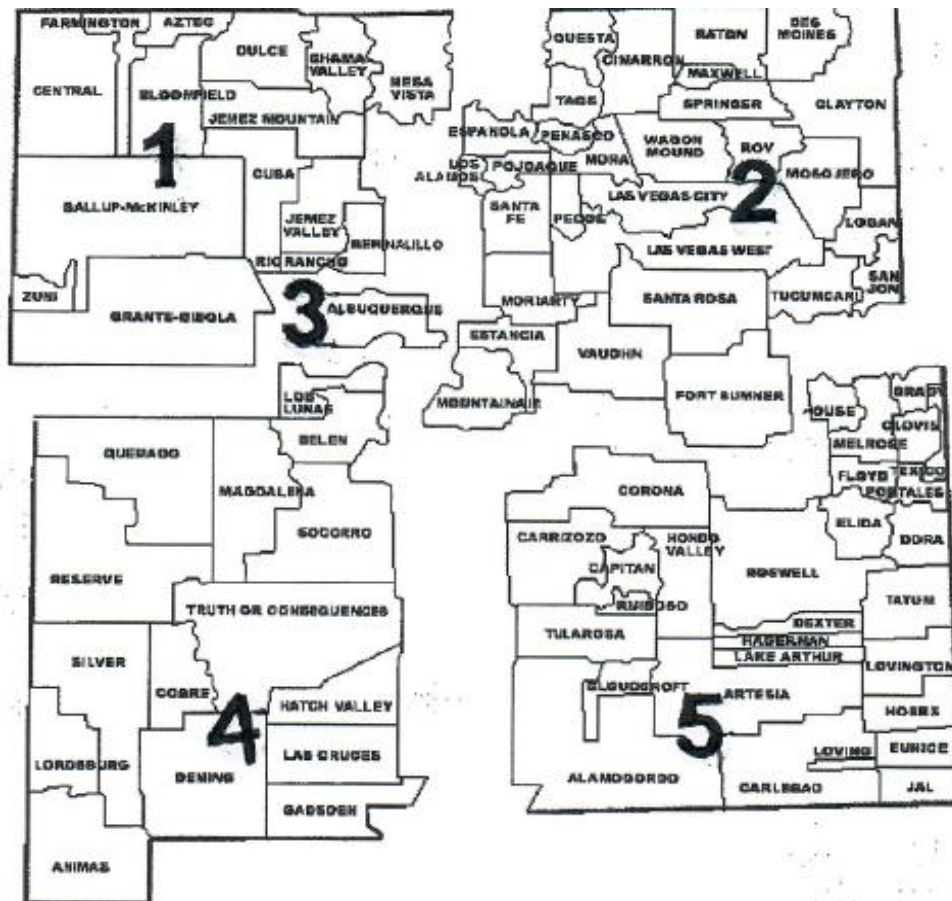 FARMINGTON
AZTEC
DULCE
CHAMA
VALLEY
MESA
VISTA
CENTRAL
BLOOMFIELD
JEMEZ MOUNTAIN
1
CUBA
GALLUP-McKINLEY
JEMEZ
VALLEY
BERNALILLO
RIO RANCHO
ZUNI
GRANTS-CIBOLA
3
ALBUQUERQUE
QUESTA
CIMARRON
RATON
DES
MOINES
MAXWELL
TAOS
SPRINGER
CLAYTON
ESPANOLA
PENASCO
WAGON
MOUND
ROY
LOS
ALAMOS
POJOAQUE
MORA
MOSQUERO
SANTA
FE
PECOS
LAS VEGAS CITY
2
LOGAN
LAS VEGAS WEST
SAN
JON
MORIARTY
SANTA ROSA
TUCUMCARI
ESTANCIA
VAUGHN
MOUNTAINAIR
FORT SUMNER
LOS
LUNAS
BELEN
QUEMADO
MAGDALENA
SOCORRO
RESERVE
TRUTH OR CONSEQUENCES
SILVER
COBRE
4
HATCH VALLEY
LAS CRUCES
LORDSBURG
DEMING
GADSDEN
ANIMAS
HOUSE
GRADY
CLOVIS
MELROSE
FLOYD
TEXICO
PORTALES
CORONA
ELIDA
DORA
CARRIZOZO
HONDO
VALLEY
CAPITAN
ROSWELL
RUIDOSO
TATUM
TULAROSA
DEXTER
HAGERMAN
LAKE ARTHUR
LOVINGTON
CLOUDCROFT
ARTESIA
HOBBS
5
LOVING
EUNICE
ALAMOGORDO
CARLSBAD
JAL